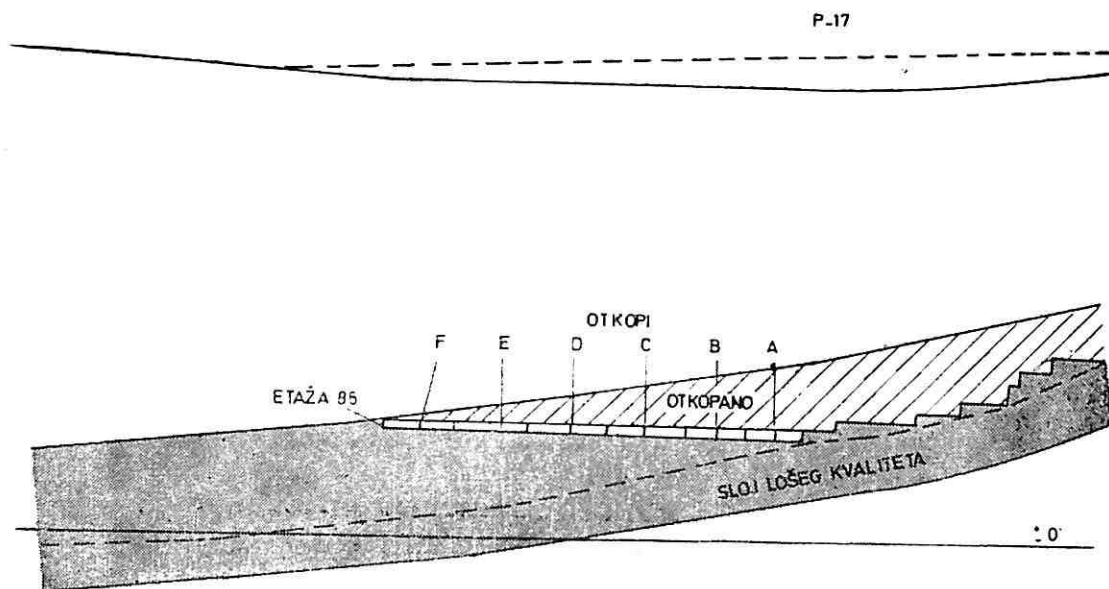 P-17
OTKOPI
F E D C B A
ETAŽA 85
OTKOPANO
SLOJ LOŠEG KVALITETA
± 0